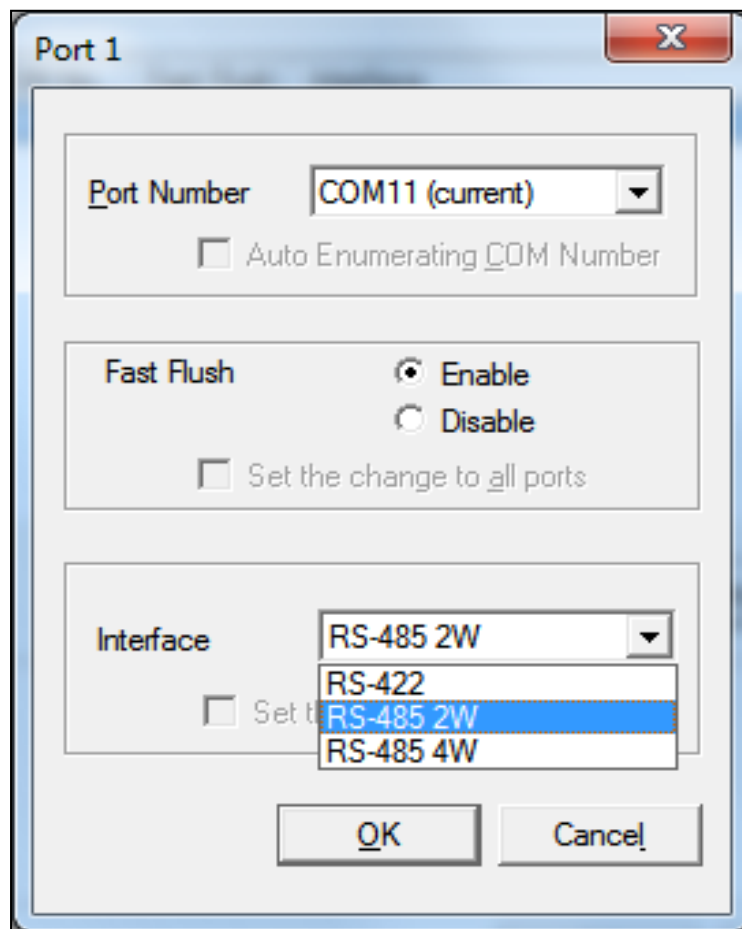 Port 1
Port Number COM11 (current)
Auto Enumerating COM Number
Fast Flush Enable
Disable
Set the change to all ports
Interface RS-485 2W
RS-422
Set RS-485 2W
RS-485 4W
OK Cancel